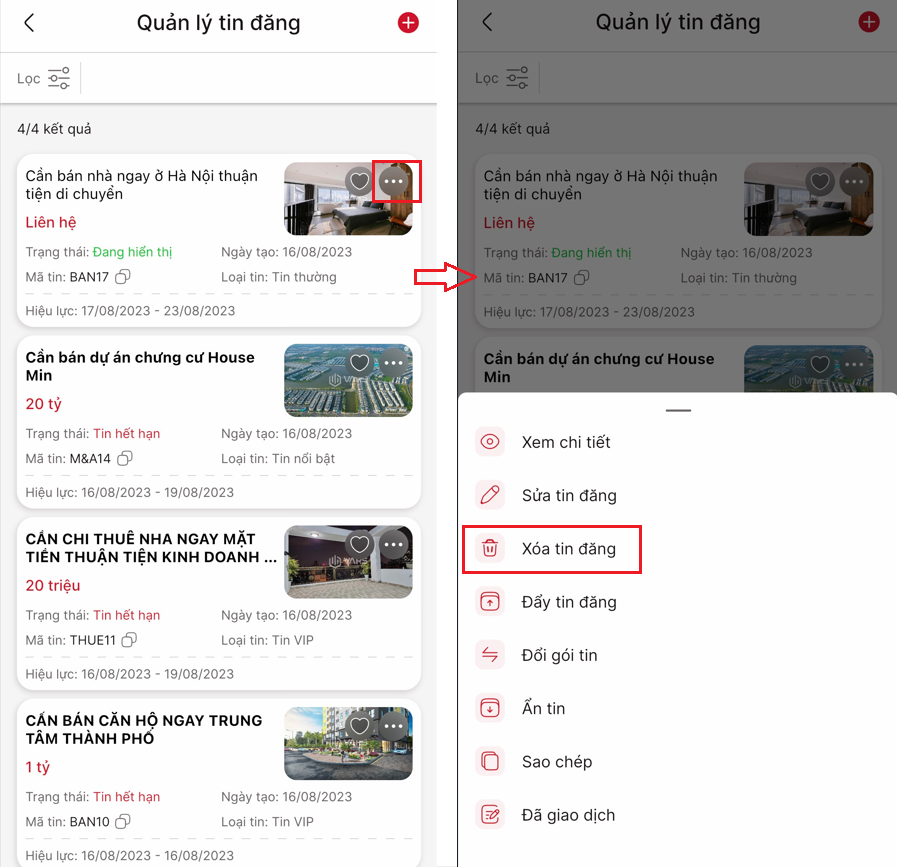 Quản lý tin đăng
Lọc
4/4 kết quả
Cần bán nhà ngay ở Hà Nội thuận
tiện di chuyển
Liên hệ
Trạng thái: Đang hiển thị
Ngày tạo: 16/08/2023
Mã tin: BAN17
Loại tin: Tin thường
Hiệu lực: 17/08/2023 - 23/08/2023
Cần bán dự án chưng cư House
Min
20 tỷ
Trạng thái: Tin hết hạn
Ngày tạo: 16/08/2023
Mã tin: M&A14
Loại tin: Tin nổi bật
Hiệu lực: 16/08/2023 - 19/08/2023
CẦN CHI THUÊ NHA NGAY MẶT
TIỀN THUẬN TIỆN KINH DOANH ...
20 triệu
Trạng thái: Tin hết hạn
Ngày tạo: 16/08/2023
Mã tin: THUE11
Loại tin: Tin VIP
Hiệu lực: 16/08/2023 - 19/08/2023
CẤN BÁN CĂN HỘ NGAY TRUNG
TÂM THÀNH PHỐ
1 tỷ
Trạng thái: Tin hết hạn
Ngày tạo: 16/08/2023
Mã tin: BAN10
Loại tin: Tin VIP
Hiệu lực: 16/08/2023 - 16/08/2023
Quản lý tin đăng
Lọc
4/4 kết quả
Cần bán nhà ngay ở Hà Nội thuận
tiện di chuyển
Liên hệ
Trạng thái: Đang hiển thị
Ngày tạo: 16/08/2023
Mã tin: BAN17
Loại tin: Tin thường
Hiệu lực: 17/08/2023 - 23/08/2023
Cần bán dự án chưng cư House
Min
Xem chi tiết
Sửa tin đăng
Xóa tin đăng
Đẩy tin đăng
Đổi gói tin
Ẩn tin
Sao chép
Đã giao dịch